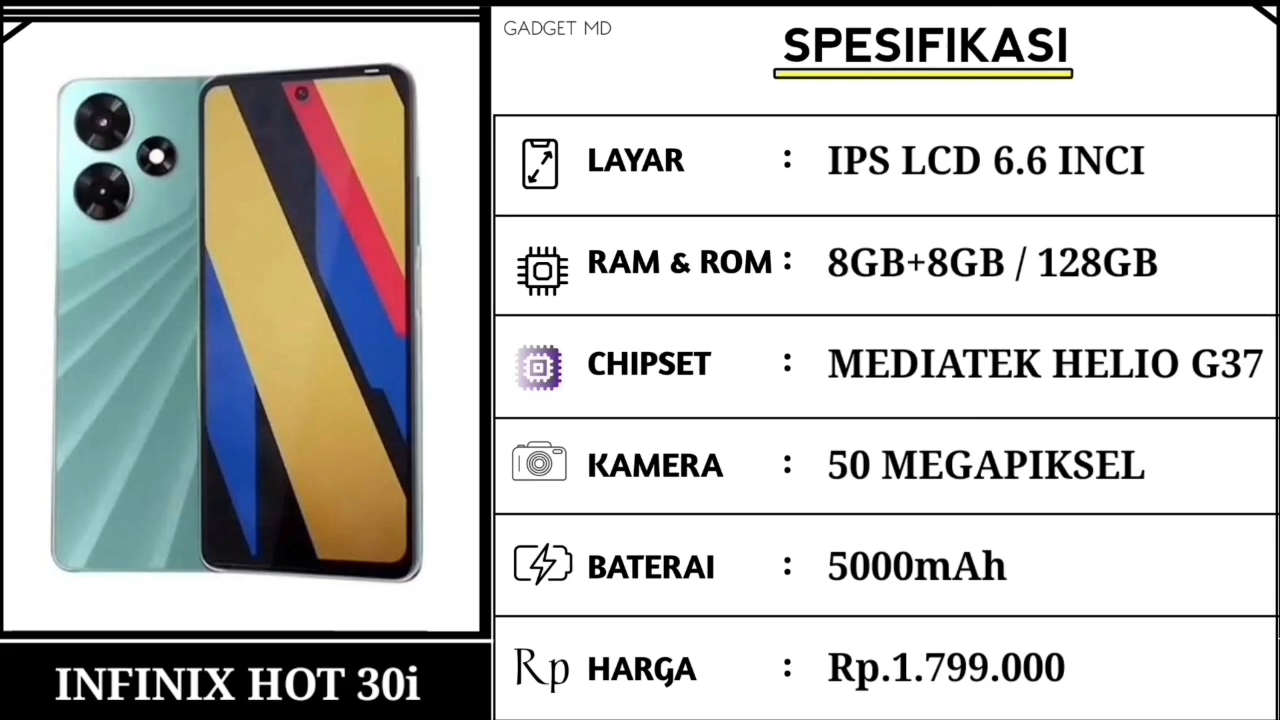 GADGET MD
SPESIFIKASI
LAYAR : IPS LCD 6.6 INCI
RAM & ROM : 8GB+8GB / 128GB
CHIPSET : MEDIATEK HELIO G37
KAMERA : 50 MEGAPIKSEL
BATERAI : 5000mAh
Rp HARGA : Rp.1.799.000
INFINIX HOT 30i